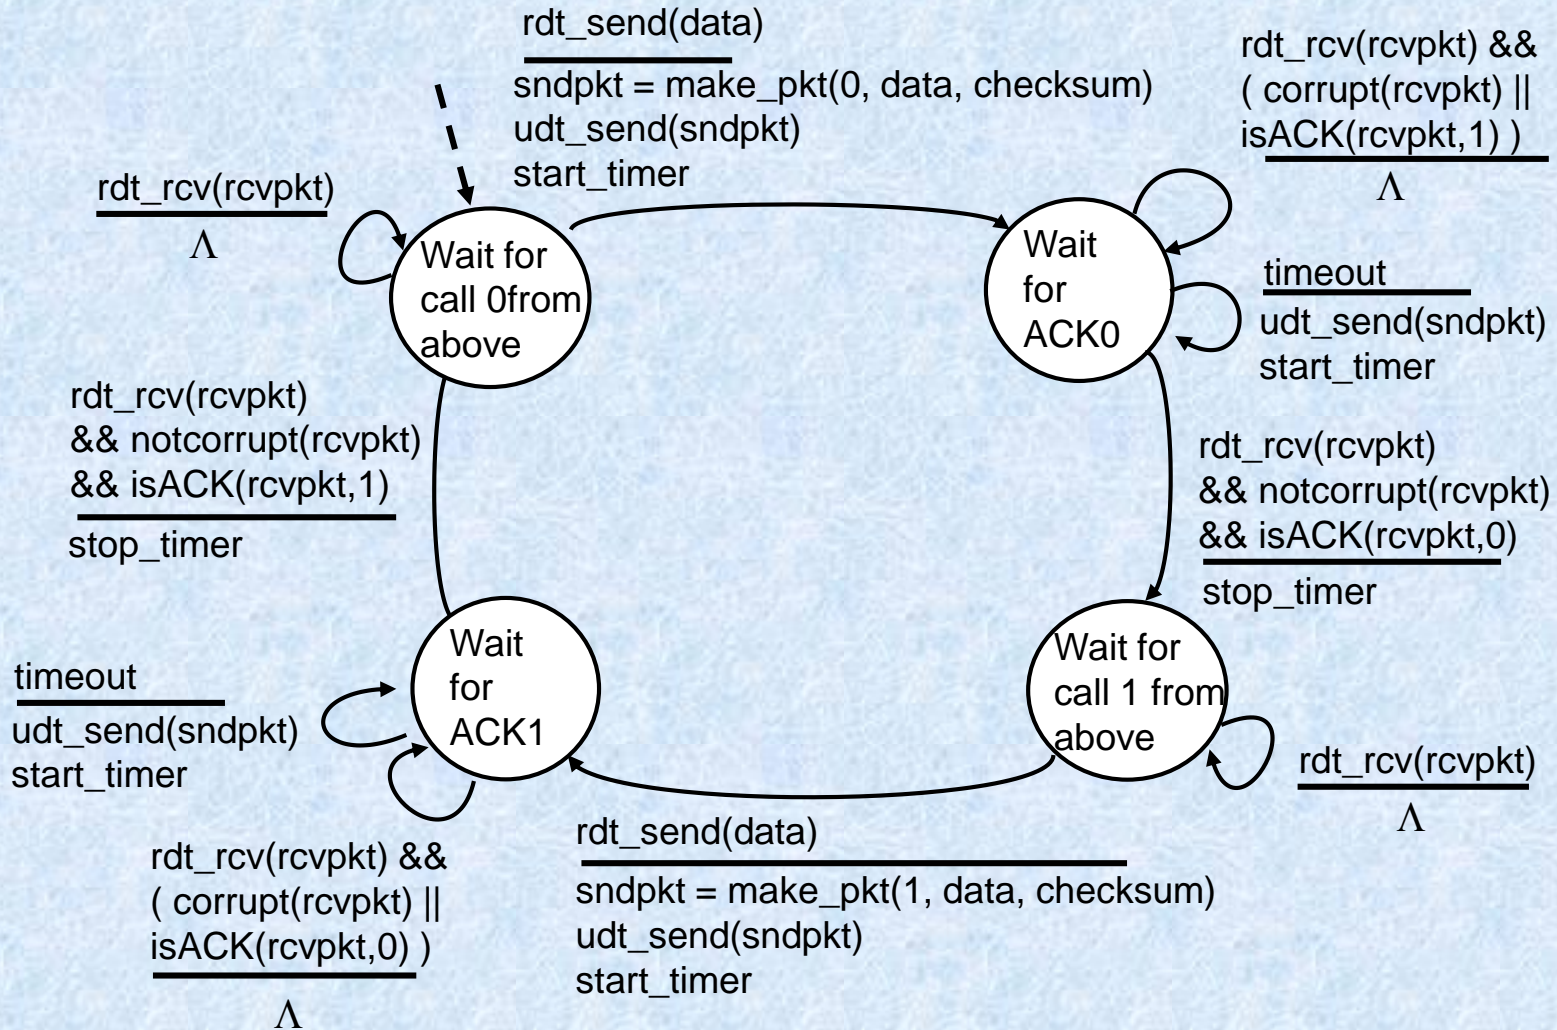 rdt_send(data)
sndpkt = make_pkt(0, data, checksum)
udt_send(sndpkt)
start_timer
rdt_rcv(rcvpkt) &&
( corrupt(rcvpkt) ||
isACK(rcvpkt,1) )
Λ
rdt_rcv(rcvpkt)
Λ
Wait for
call 0from
above
Wait
for
ACK0
timeout
udt_send(sndpkt)
start_timer
rdt_rcv(rcvpkt)
&& notcorrupt(rcvpkt)
&& isACK(rcvpkt,1)
stop_timer
rdt_rcv(rcvpkt)
&& notcorrupt(rcvpkt)
&& isACK(rcvpkt,0)
stop_timer
Wait
for
ACK1
Wait for
call 1 from
above
timeout
udt_send(sndpkt)
start_timer
rdt_rcv(rcvpkt)
Λ
rdt_rcv(rcvpkt) &&
( corrupt(rcvpkt) ||
isACK(rcvpkt,0) )
Λ
rdt_send(data)
sndpkt = make_pkt(1, data, checksum)
udt_send(sndpkt)
start_timer